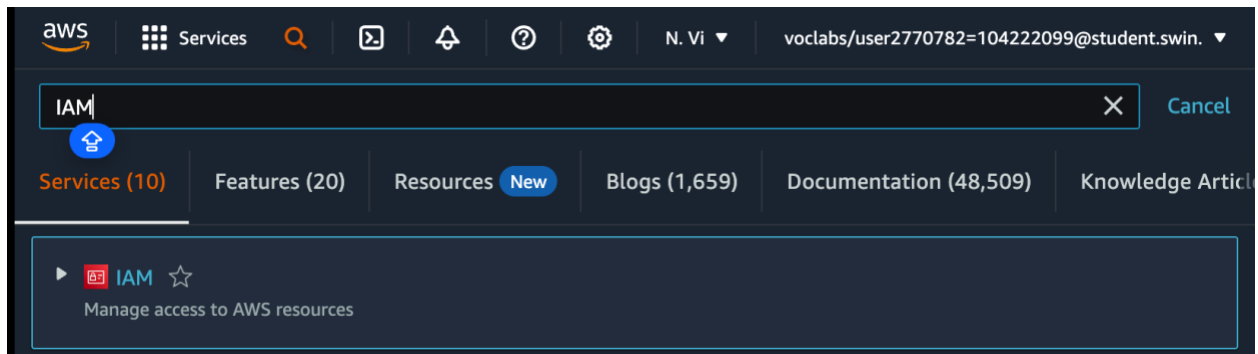 aws Services N. Vi voclabs/user2770782=104222099@student.swin.
IAM Cancel
Services (10) Features (20) Resources New Blogs (1,659) Documentation (48,509) Knowledge Articl
IAM
Manage access to AWS resources